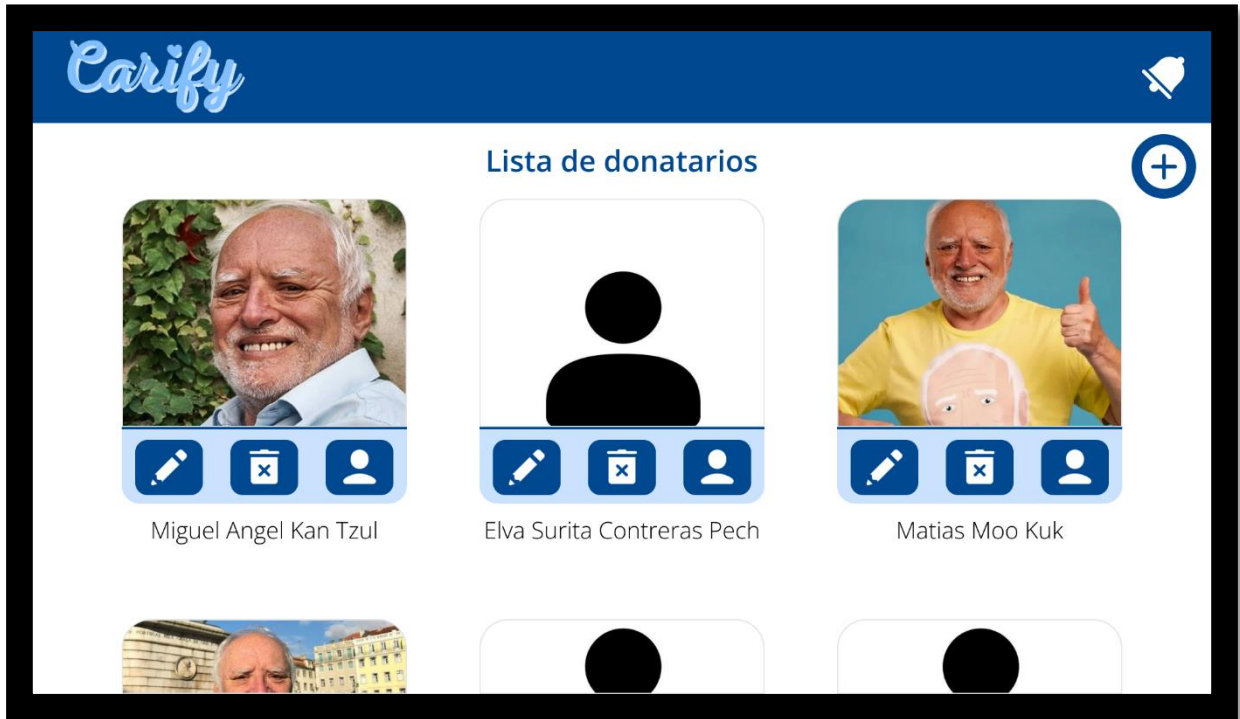 Carify
Lista de donatarios
Miguel Angel Kan Tzul
Elva Surita Contreras Pech
Matias Moo Kuk